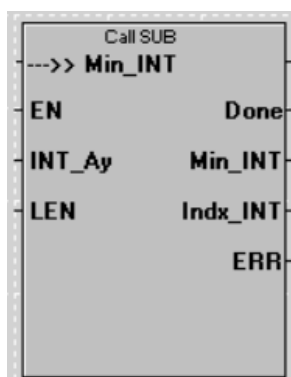 Call SUB
--->> Min_INT
EN Done
INT_Ay Min_INT
LEN Indx_INT
ERR